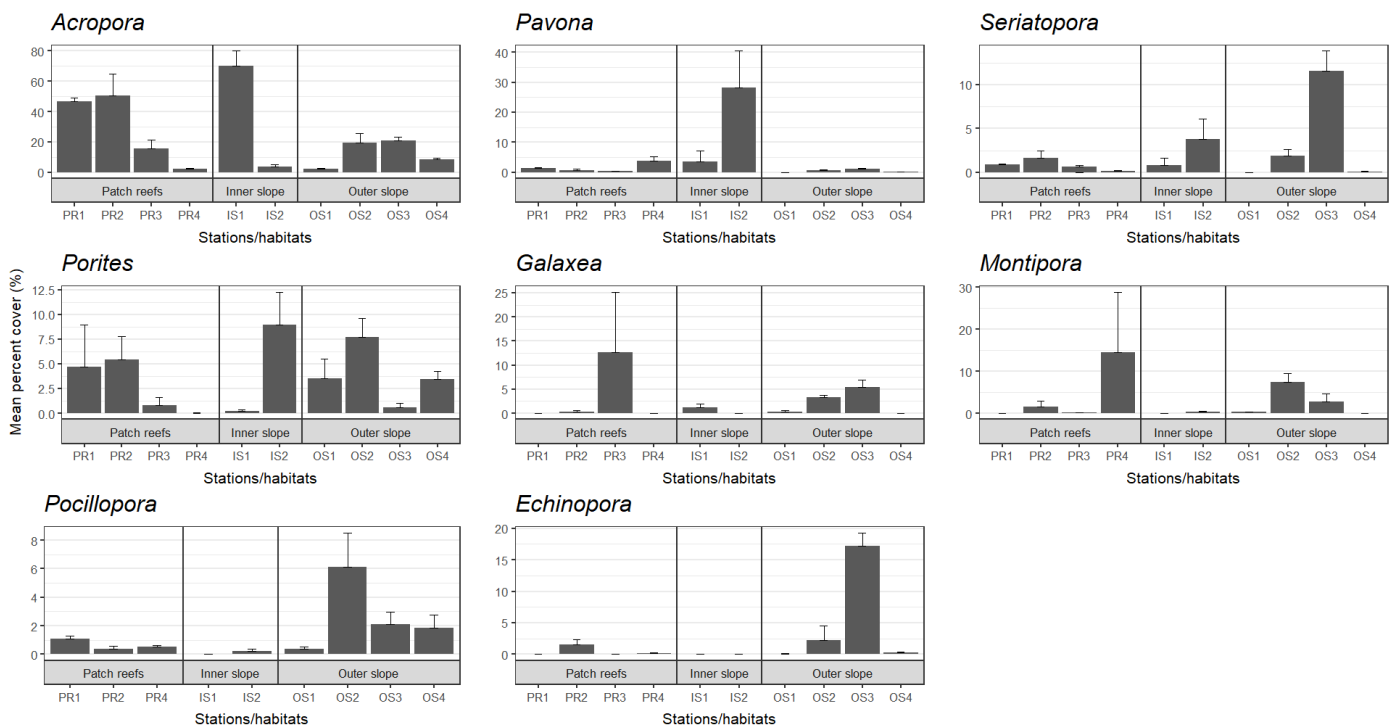 Acropora
80
60
40
20
0
Patch reefs Inner slope Outer slope
PR1 PR2 PR3 PR4 IS1 IS2 OS1 OS2 OS3 OS4
Stations/habitats
Pavona
40
30
20
10
0
Patch reefs Inner slope Outer slope
PR1 PR2 PR3 PR4 IS1 IS2 OS1 OS2 OS3 OS4
Stations/habitats
Seriatopora
10
5
0
Patch reefs Inner slope Outer slope
PR1 PR2 PR3 PR4 IS1 IS2 OS1 OS2 OS3 OS4
Stations/habitats
Mean percent cover (%)
Porites
12.5
10.0
7.5
5.0
2.5
0.0
Patch reefs Inner slope Outer slope
PR1 PR2 PR3 PR4 IS1 IS2 OS1 OS2 OS3 OS4
Stations/habitats
Galaxea
25
20
15
10
5
0
Patch reefs Inner slope Outer slope
PR1 PR2 PR3 PR4 IS1 IS2 OS1 OS2 OS3 OS4
Stations/habitats
Montipora
30
20
10
0
Patch reefs Inner slope Outer slope
PR1 PR2 PR3 PR4 IS1 IS2 OS1 OS2 OS3 OS4
Stations/habitats
Pocillopora
8
6
4
2
0
Patch reefs Inner slope Outer slope
PR1 PR2 PR4 IS1 IS2 OS1 OS2 OS3 OS4
Stations/habitats
Echinopora
20
15
10
5
0
Patch reefs Inner slope Outer slope
PR1 PR2 PR3 PR4 IS1 IS2 OS1 OS2 OS3 OS4
Stations/habitats